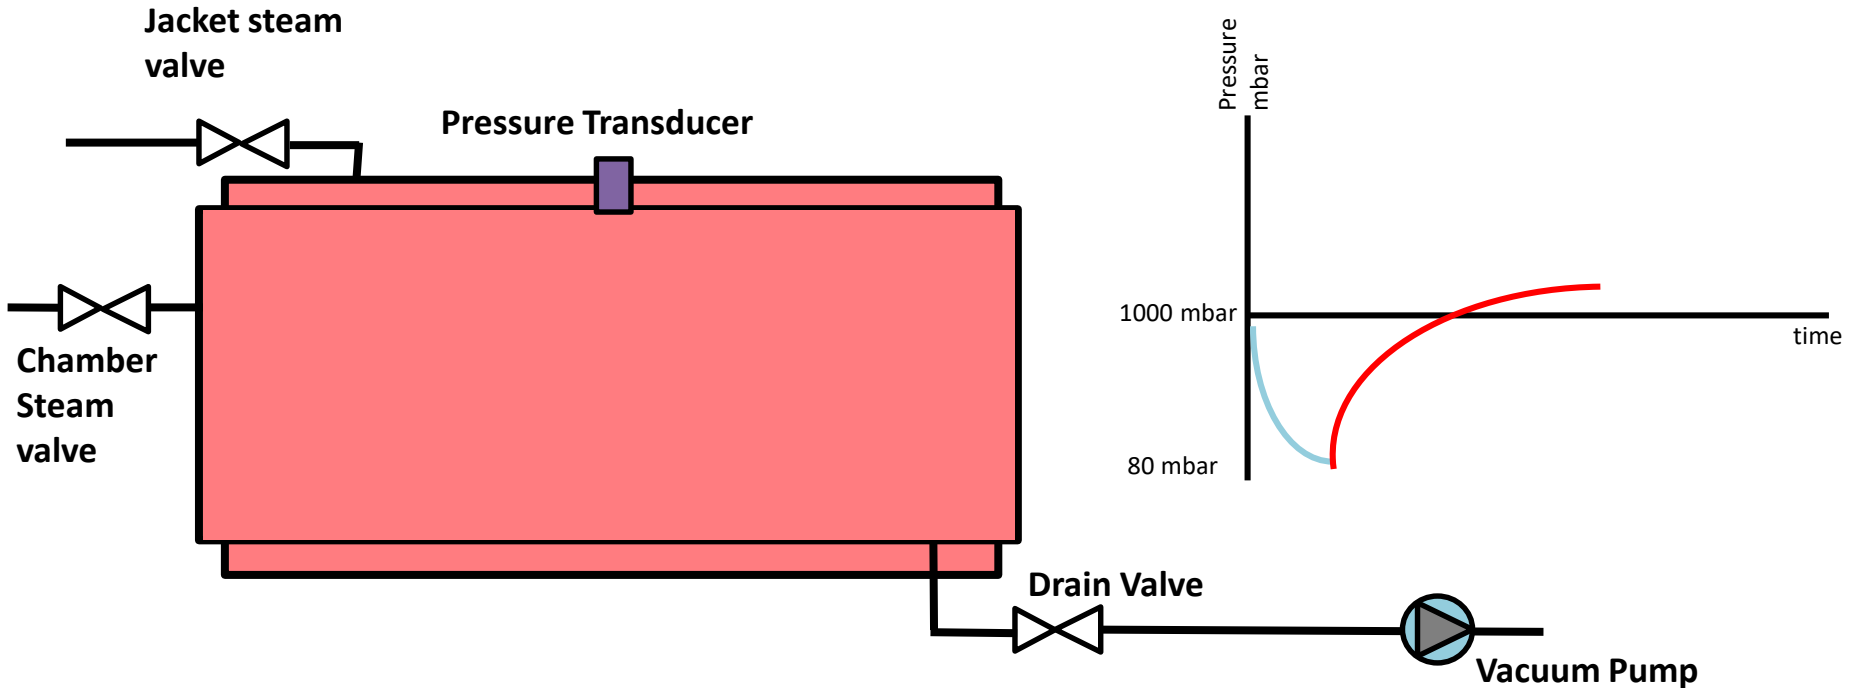 Jacket steam
valve
Pressure Transducer
Chamber
Steam
valve
Drain Valve
Vacuum Pump
Pressure
mbar
1000 mbar
time
80 mbar